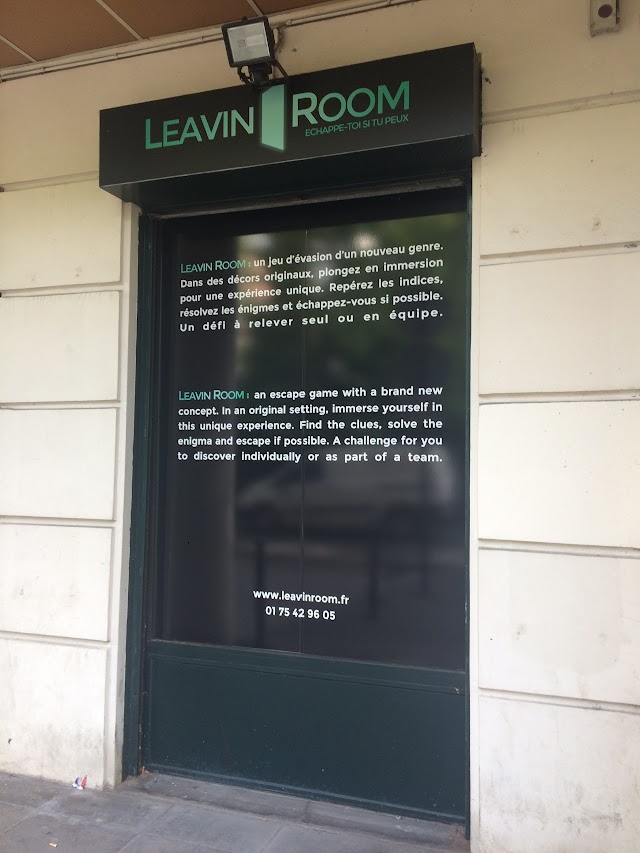 LEAVIN ROOM
ECHAPPE-TOI SI TU PEUX
LEAVIN ROOM : un jeu d'évasion d'un nouveau genre.
Dans des décors originaux, plongez en immersion
pour une expérience unique. Repérez les indices,
résolvez les énigmes et échappez-vous si possible.
Un défi à relever seul ou en équipe.
LEAVIN ROOM : an escape game with a brand new
concept. In an original setting, immerse yourself in
this unique experience. Find the clues, solve the
enigma and escape if possible. A challenge for you
to discover individually or as part of a team.
www.leavinroom.fr
01 75 42 96 05